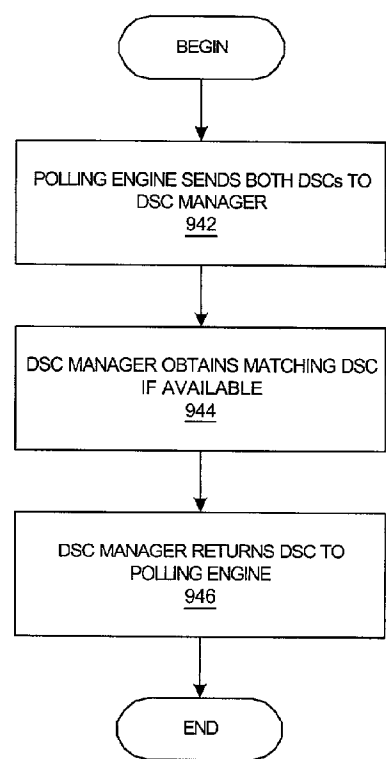 BEGIN
POLLING ENGINE SENDS BOTH DSCs TO
DSC MANAGER
942
DSC MANAGER OBTAINS MATCHING DSC
IF AVAILABLE
944
DSC MANAGER RETURNS DSC TO
POLLING ENGINE
946
END